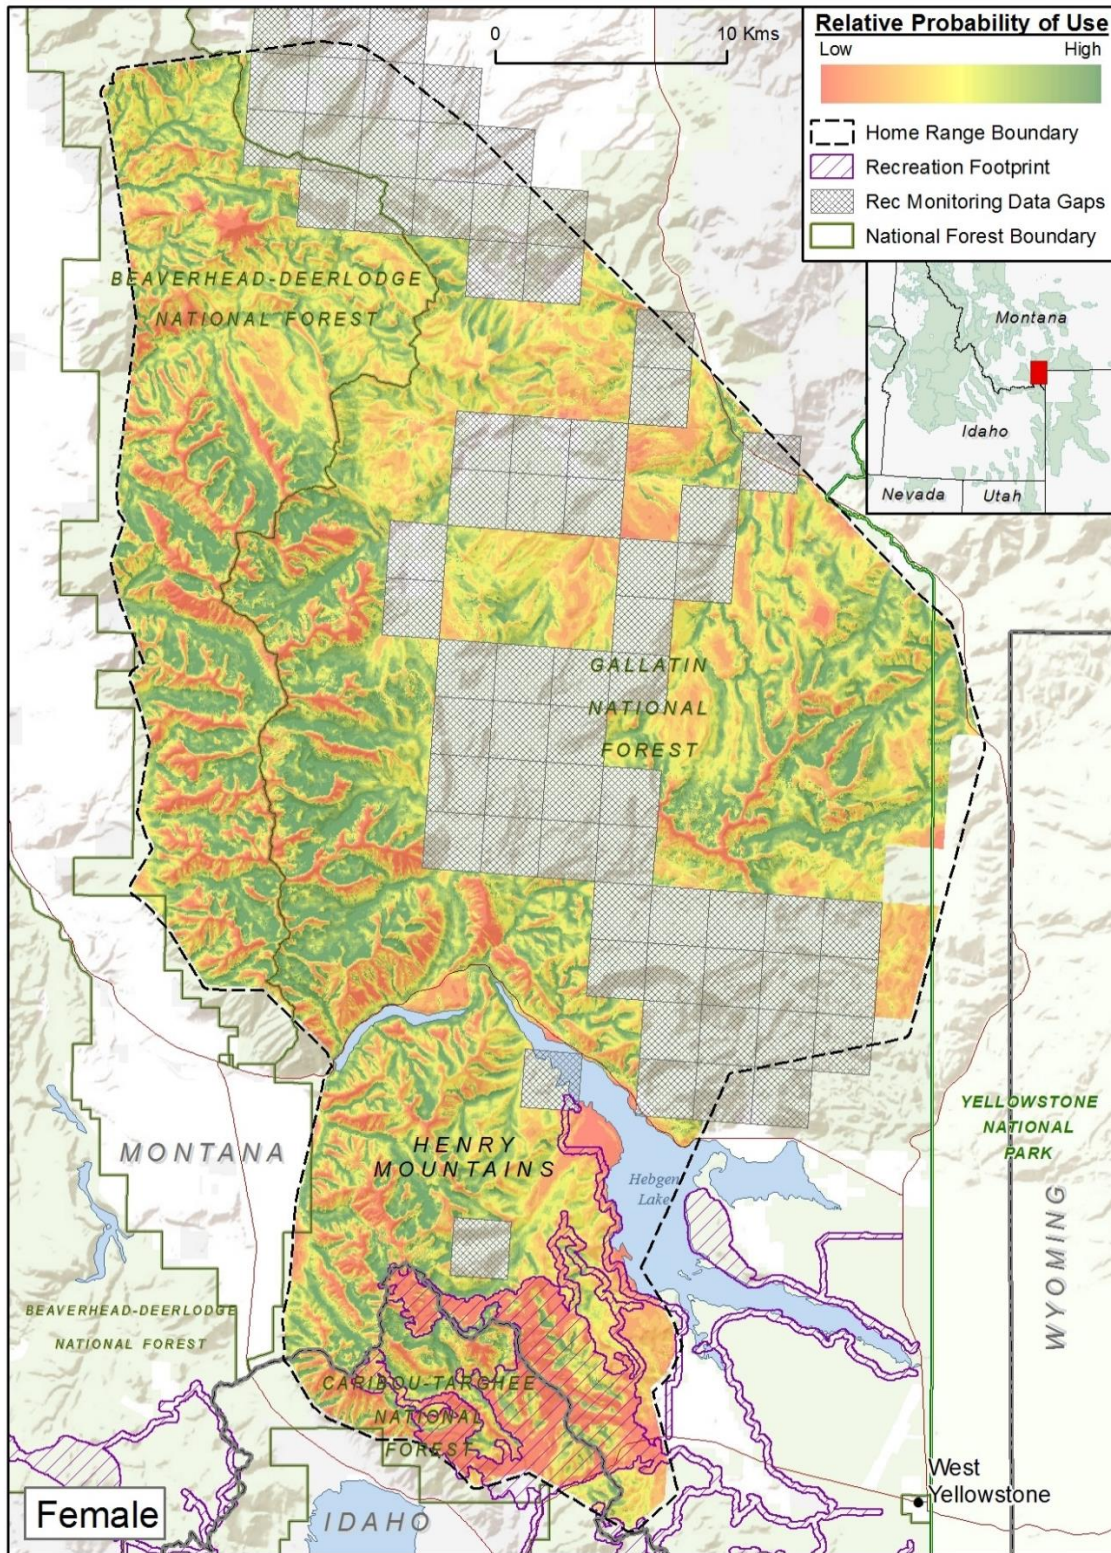 0 10 Kms
Relative Probability of Use
Low High
Home Range Boundary
Recreation Footprint
Rec Monitoring Data Gaps
National Forest Boundary
Montana
Idaho
Nevada Utah
BEAVERHEAD-DEERLODGE
NATIONAL FOREST
GALLATIN
NATIONAL
FOREST
MONTANA
HENRY
MOUNTAINS
Hebgen
Lake
YELLOWSTONE
NATIONAL
PARK
WYOMING
BEAVERHEAD-DEERLODGE
NATIONAL FOREST
CARIBOU-TARGHEE
NATIONAL
FOREST
West
Yellowstone
IDAHO
Female